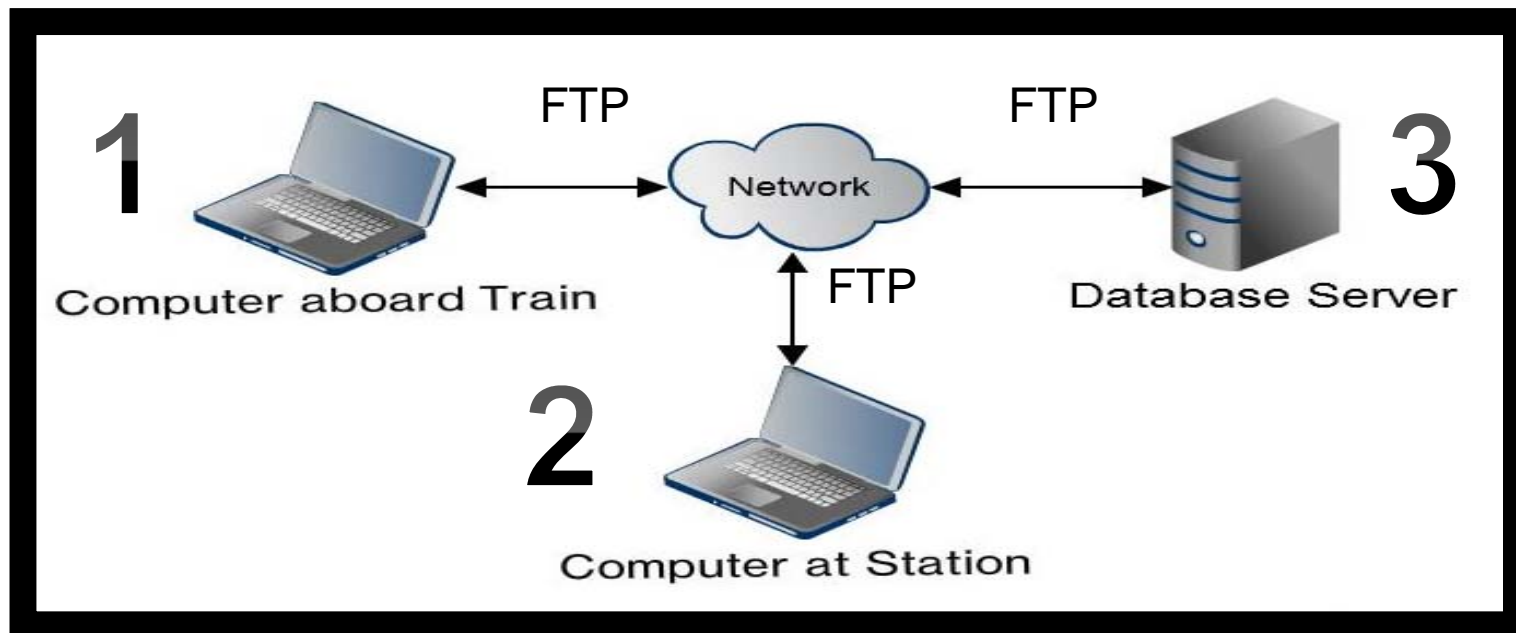 1
FTP
FTP
3
Network
Computer aboard Train
FTP
Database Server
2
Computer at Station